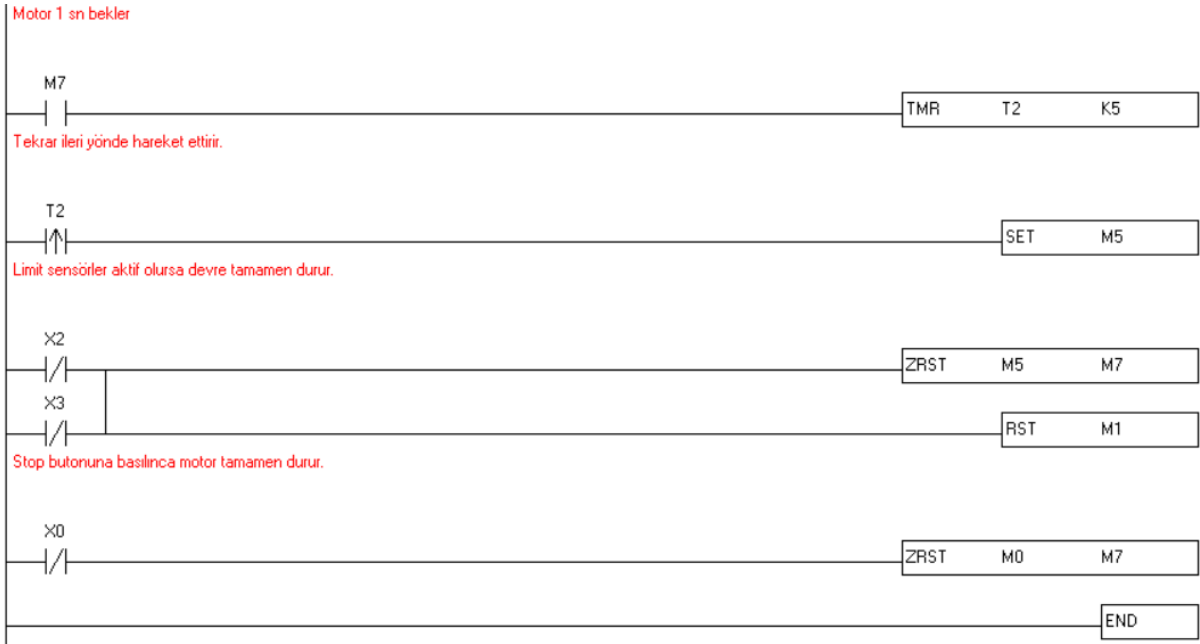 Motor 1 sn bekler
M7
TMR T2 K5
Tekrar ileri yönde hareket ettirir.
T2
SET M5
Limit sensörler aktif olursa devre tamamen durur.
X2
ZRST M5 M7
X3
RST M1
Stop butonuna basılınca motor tamamen durur.
X0
ZRST M0 M7
END